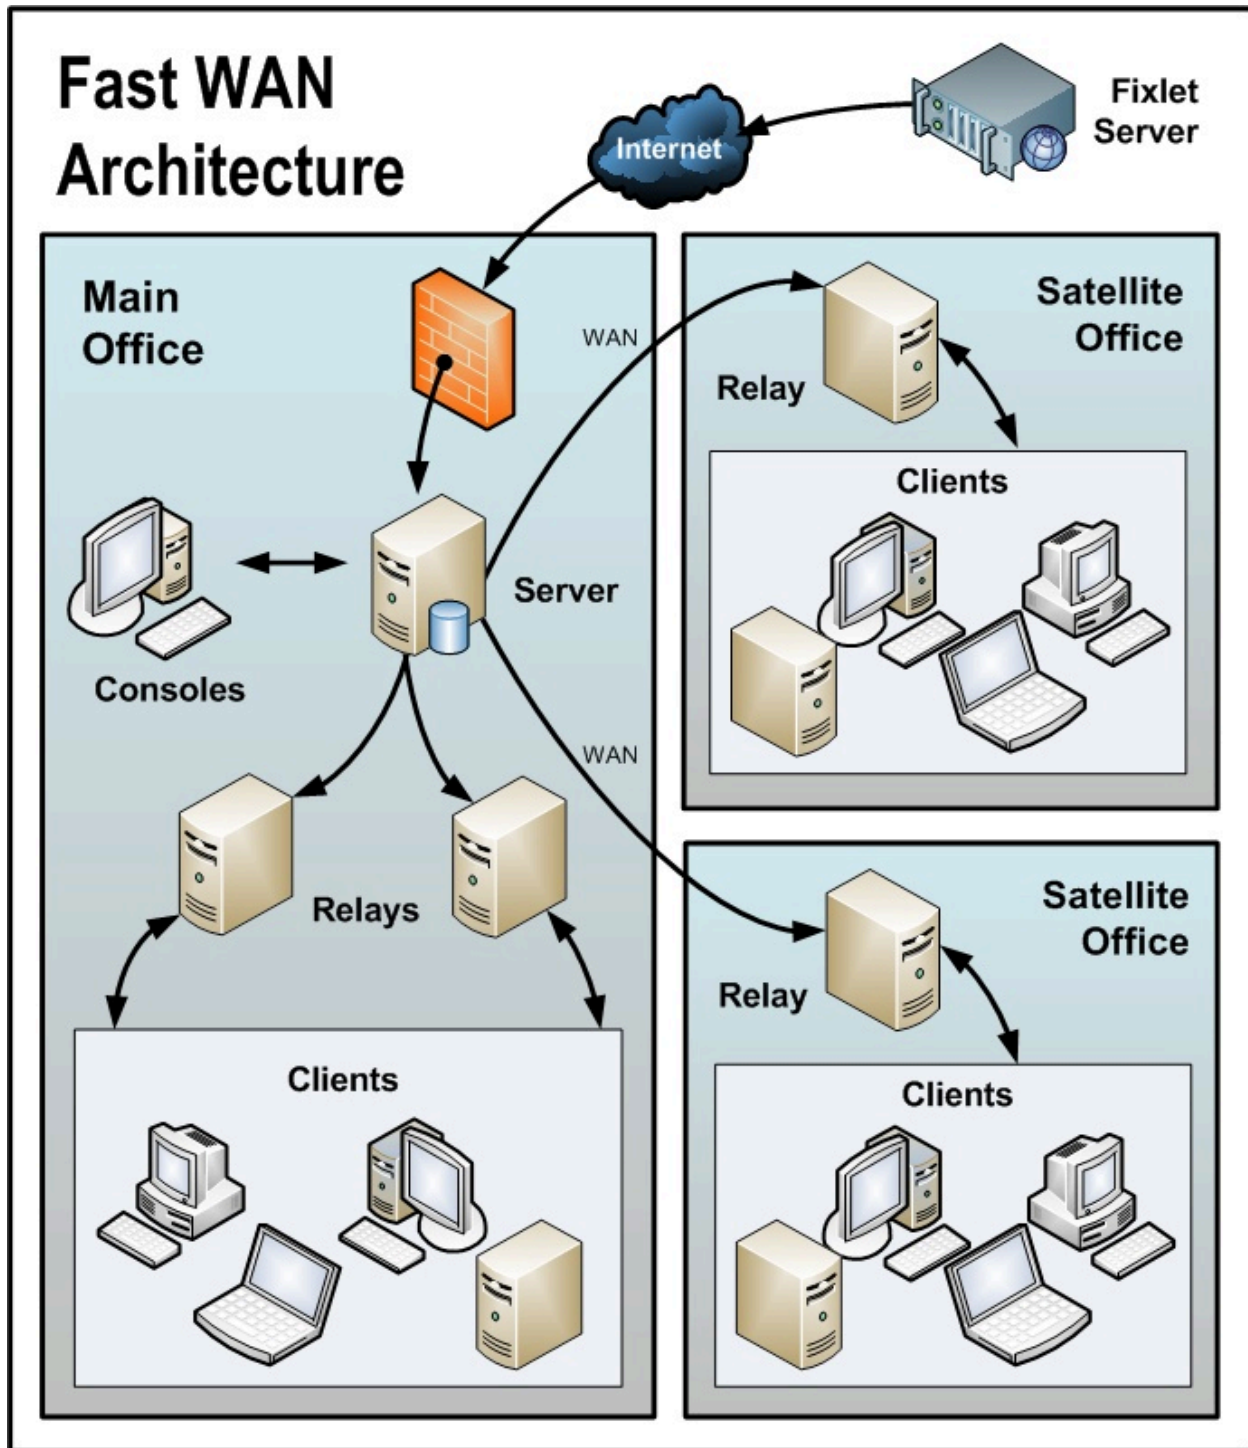 Fast WAN
Architecture
Internet
Fixlet
Server
Main
Office
WAN
Server
Consoles
WAN
Relays
Clients
Satellite
Office
Relay
Clients
Satellite
Office
Relay
Clients